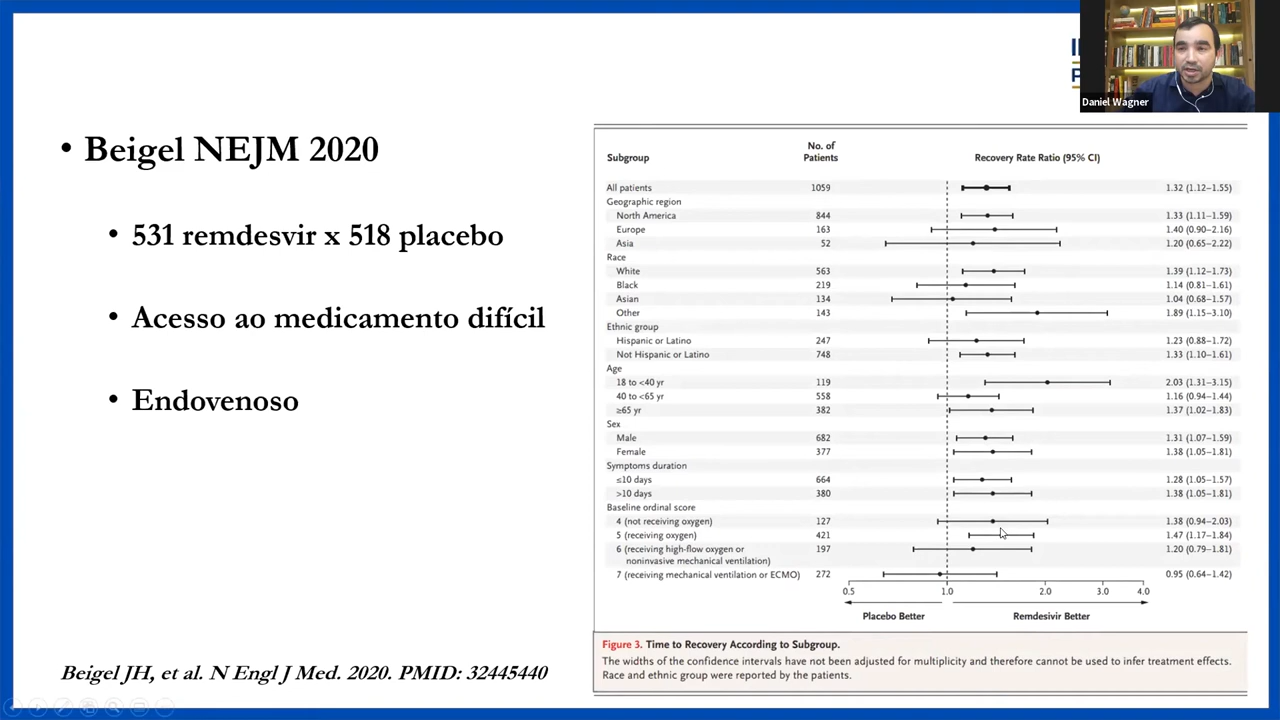 Daniel Wagner
• Beigel NEJM 2020
• 531 remdesvir x 518 placebo
• Acesso ao medicamento difícil
• Endovenoso
Beigel JH, et al. N Engl J Med. 2020. PMID: 32445440
Subgroup No. of Patients Recovery Rate Ratio (95% CI)
All patients 1059 1.32 (1.12–1.55)
Geographic region
North America 844 1.33 (1.11–1.59)
Europe 163 1.40 (0.90–2.16)
Asia 52 1.20 (0.65–2.22)
Race
White 563 1.39 (1.12–1.73)
Black 219 1.14 (0.81–1.61)
Asian 134 1.04 (0.68–1.57)
Other 143 1.89 (1.15–3.10)
Ethnic group
Hispanic or Latino 247 1.23 (0.88–1.72)
Not Hispanic or Latino 748 1.33 (1.10–1.61)
Age
18 to <40 yr 119 2.03 (1.31–3.15)
40 to <65 yr 558 1.16 (0.94–1.44)
≥65 yr 382 1.37 (1.02–1.83)
Sex
Male 682 1.31 (1.07–1.59)
Female 377 1.38 (1.05–1.81)
Symptoms duration
≤10 days 664 1.28 (1.05–1.57)
>10 days 380 1.38 (1.05–1.81)
Baseline ordinal score
4 (not receiving oxygen) 127 1.38 (0.94–2.03)
5 (receiving oxygen) 421 1.47 (1.17–1.84)
6 (receiving high-flow oxygen or 197 1.20 (0.79–1.81)
noninvasive mechanical ventilation)
7 (receiving mechanical ventilation or ECMO) 272 0.95 (0.64–1.42)
0.5 1.0 2.0 3.0 4.0
Placebo Better Remdesivir Better
Figure 3. Time to Recovery According to Subgroup.
The widths of the confidence intervals have not been adjusted for multiplicity and therefore cannot be used to infer treatment effects.
Race and ethnic group were reported by the patients.